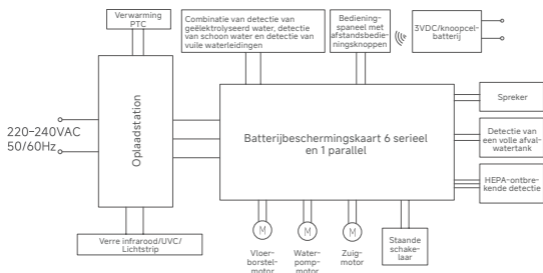 Verwarming
PTC
Combinatie van detectie van
geëlektrolyseerd water, detectie
van schoon water en detectie van
vuile waterleidingen
Bediening-
spaneel met
afstandsbedie-
ningsknoppen
3VDC/knoopcel-
batterij
220-240VAC
50/60Hz
Oplaadstation
Batterijbeschermingskaart 6 serieel
en 1 parallel
Spreker
Detectie van
een volle afval-
watertank
HEPA-ontbre-
kende detectie
Verre infrarood/UVC/
Lichtstrip
M
M
M
Vloer-
borstel-
motor
Water-
pomp-
motor
Zuig-
motor
Staande
schake-
laar